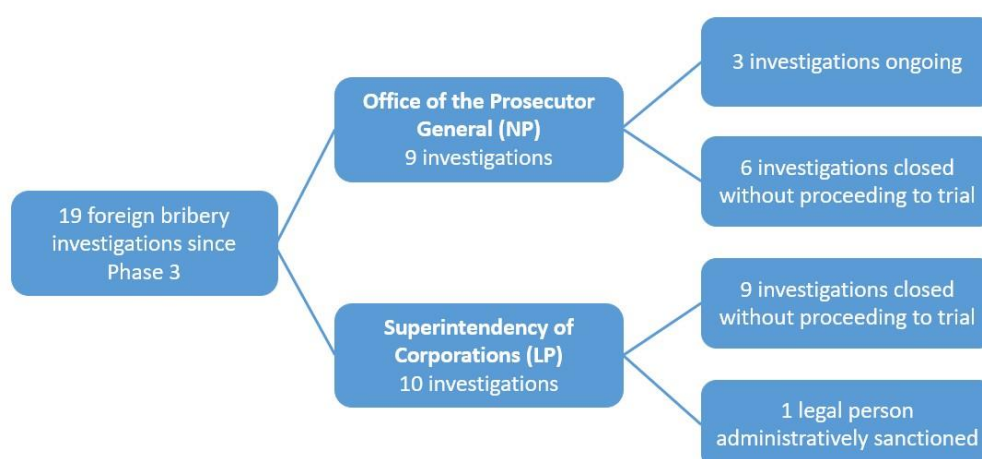 19 foreign bribery
investigations since
Phase 3
Office of the Prosecutor
General (NP)
9 investigations
3 investigations ongoing
6 investigations closed
without proceeding to trial
Superintendency of
Corporations (LP)
10 investigations
9 investigations closed
without proceeding to trial
1 legal person
administratively sanctioned